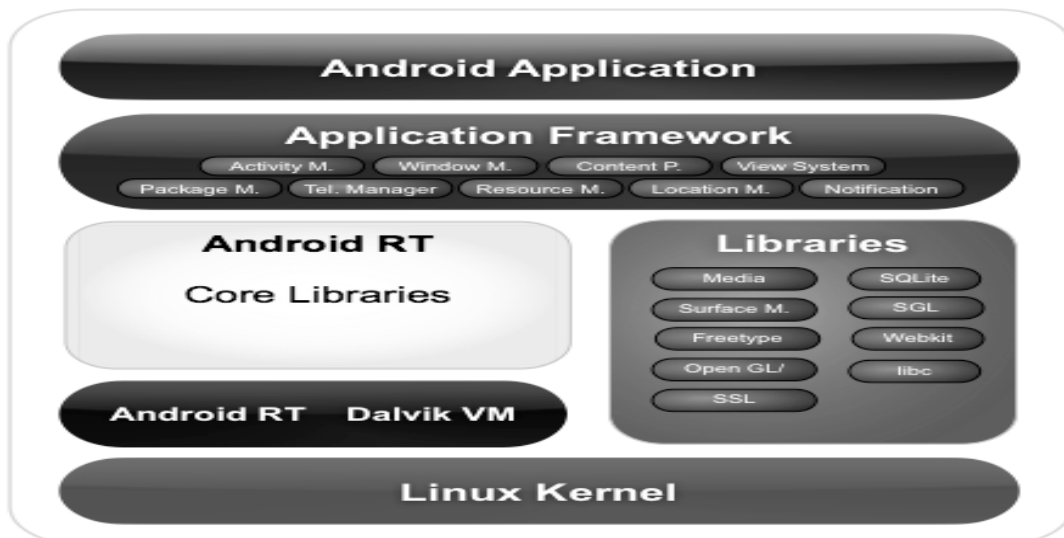 Android Application
Application Framework
Activity M. Window M. Content P. View System
Package M. Tel. Manager Resource M. Location M. Notification
Android RT
Core Libraries
Android RT Dalvik VM
Libraries
Media SQLite
Surface M. SGL
Freetype Webkit
Open GL/ libc
SSL
Linux Kernel